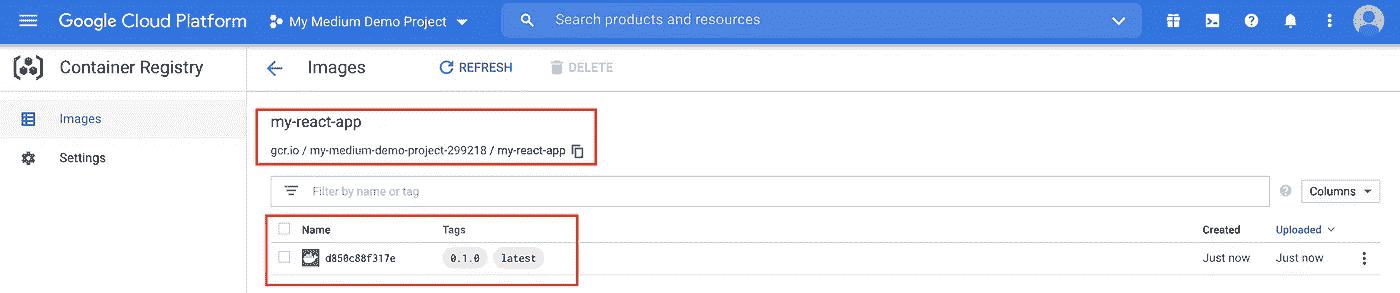 Google Cloud Platform My Medium Demo Project Search products and resources
Container Registry Images REFRESH DELETE
Images
Settings
my-react-app
gcr.io / my-medium-demo-project-299218 / my-react-app
Filter by name or tag Columns
Name Tags Created Uploaded
d850c88f317e 0.1.0 latest Just now Just now